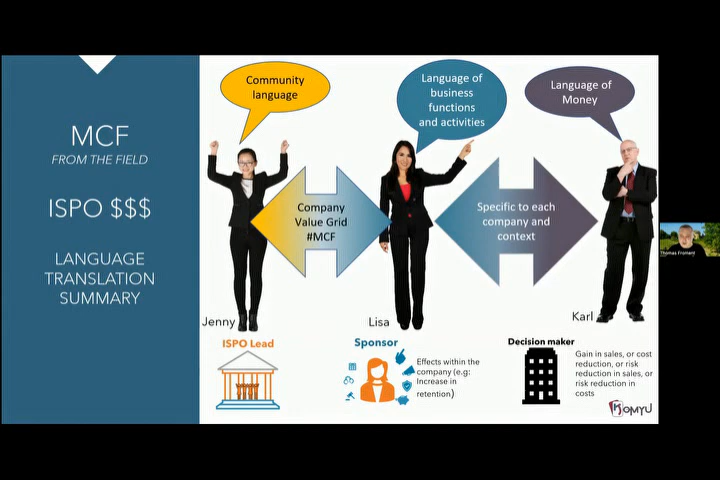 MCF
FROM THE FIELD
ISPO $$$
LANGUAGE
TRANSLATION
SUMMARY
Community
language
Language of
business
functions
and activities
Language of
Money
Company
Value Grid
#MCF
Specific to each
company and
context
Jenny
Lisa
Karl
ISPO Lead
Sponsor
Effects within the
company (e.g:
Increase in
retention)
Decision maker
Gain in sales, or cost
reduction, or risk
reduction in sales, or
risk reduction in
costs
KOMYU
Thomas Froment